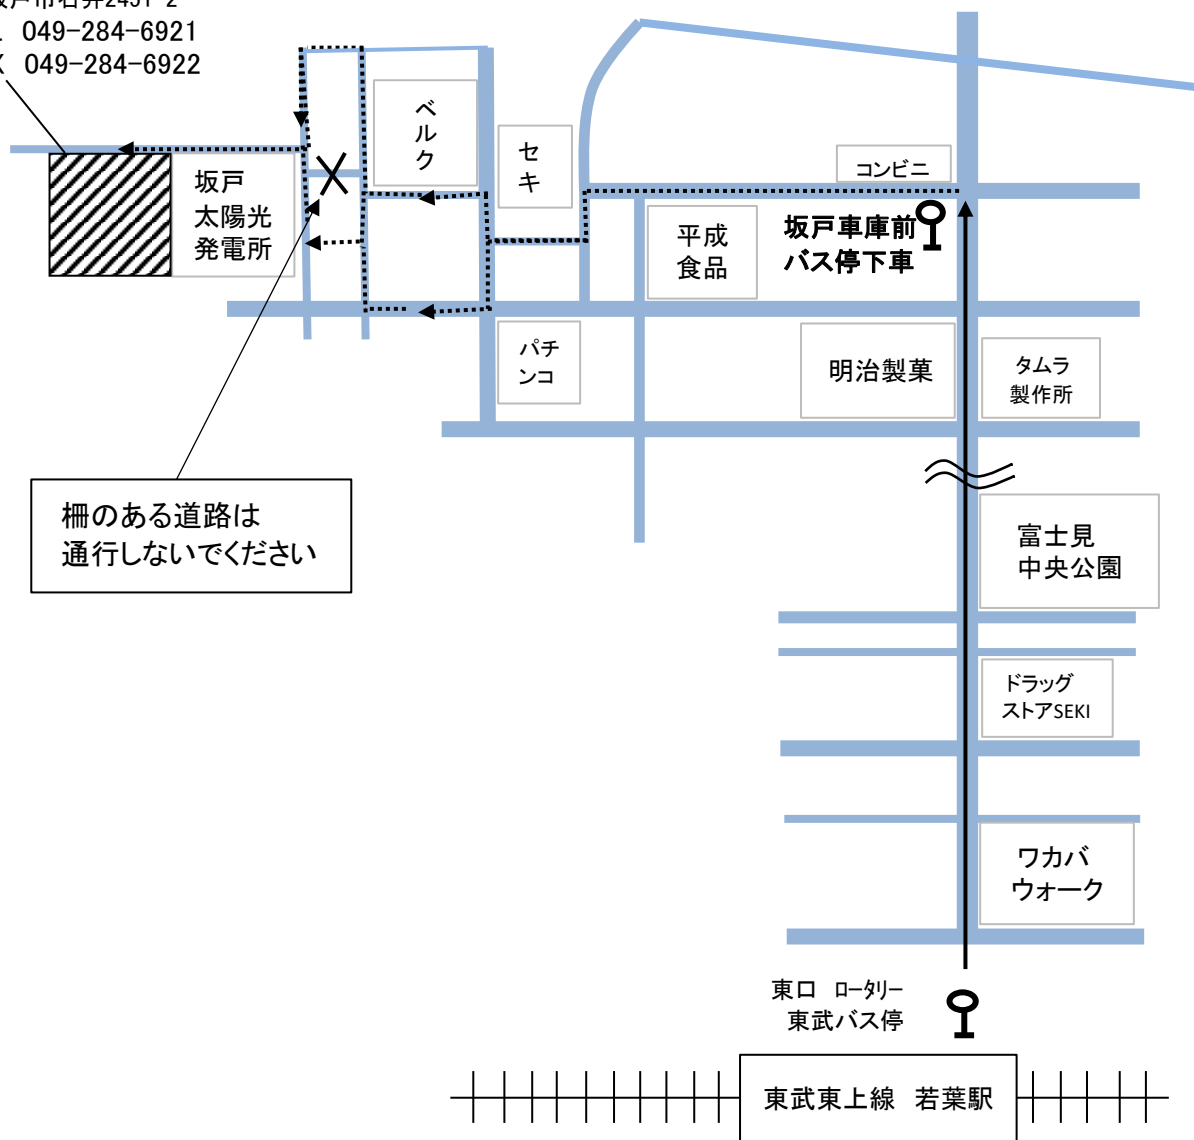 049-284-6921
049-284-6922
ベルク
セキ
コンビニ
坂戸
太陽光
発電所
平成
食品
坂戸車庫前
バス停下車
パチ
ンコ
明治製菓
タムラ
製作所
柵のある道路は
通行しないでください
富士見
中央公園
ドラッグ
ストアSEKI
ワカバ
ウォーク
東口　ロータリー
東武バス停
東武東上線　若葉駅